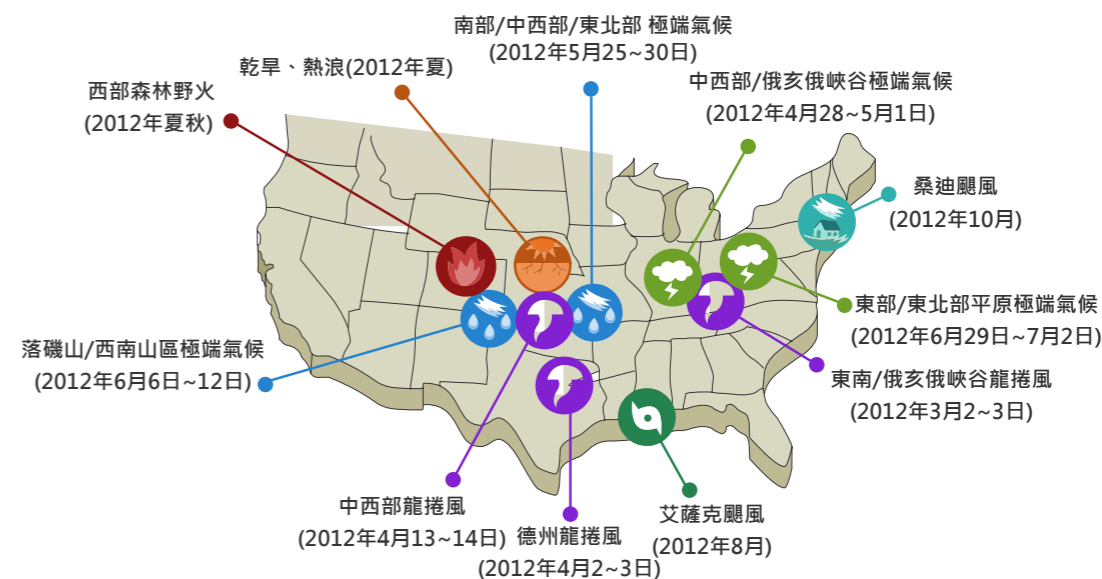 南部/中西部/東北部 極端氣候
(2012年5月25~30日)
乾旱、熱浪(2012年夏)
中西部/俄亥俄峽谷極端氣候
(2012年4月28~5月1日)
西部森林野火
(2012年夏秋)
桑迪颶風
(2012年10月)
東部/東北部平原極端氣候
(2012年6月29日~7月2日)
落磯山/西南山區極端氣候
(2012年6月6日~12日)
東南/俄亥俄峽谷龍捲風
(2012年3月2~3日)
中西部龍捲風
(2012年4月13~14日)
德州龍捲風
(2012年4月2~3日)
艾薩克颶風
(2012年8月)